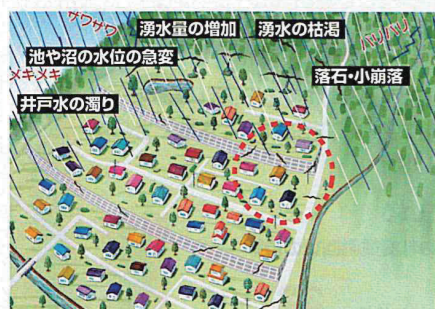 ザワザワ
湧水量の増加
湧水の枯渇
バリバリ
池や沼の水位の急変
メキメキ
落石・小崩落
井戸水の濁り